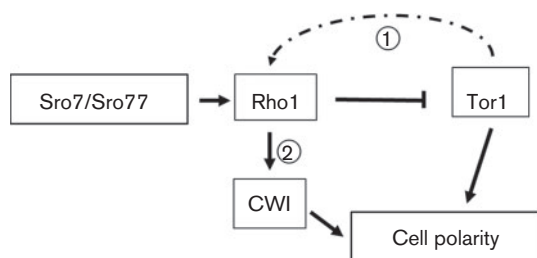 ①
Sro7/Sro77
Rho1
Tor1
②
CWI
Cell polarity